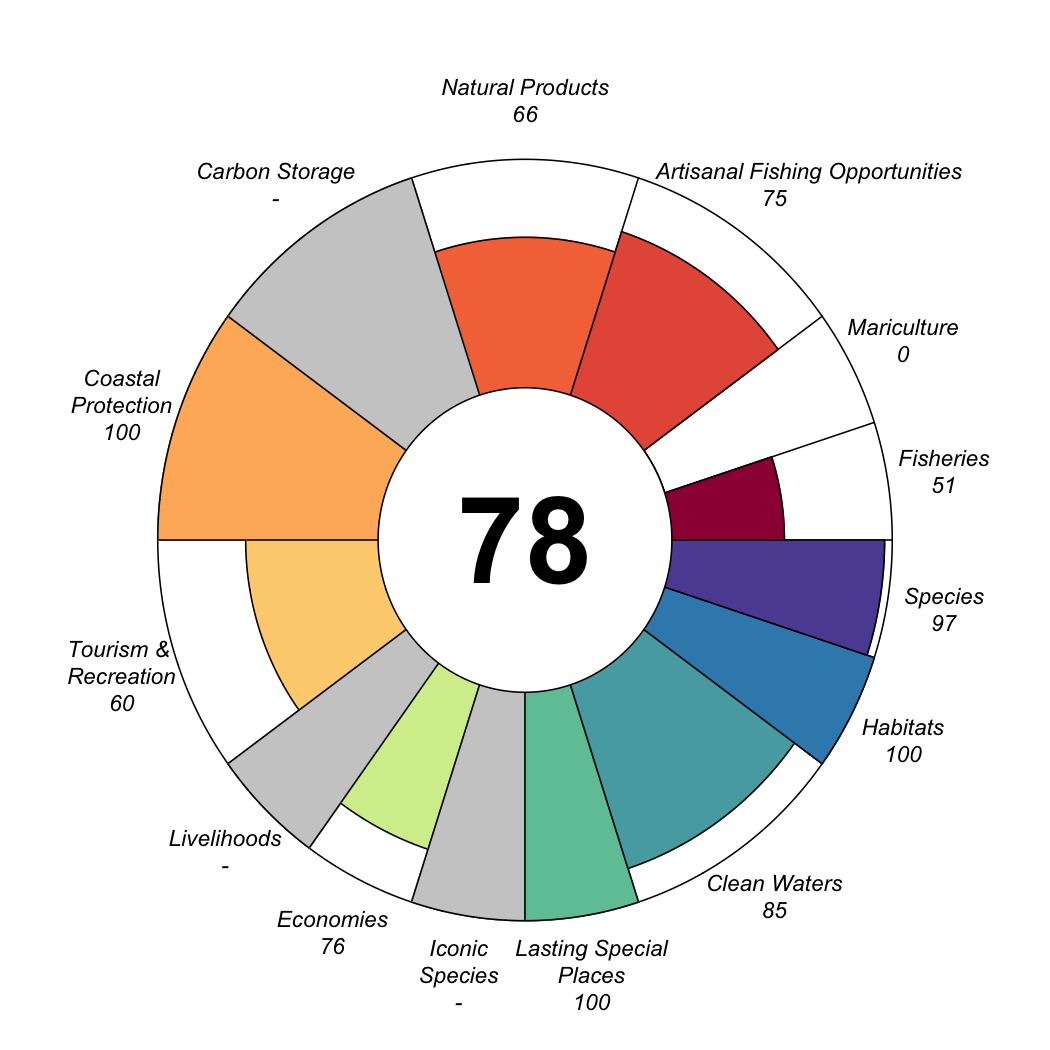 Natural Products
66
Artisanal Fishing Opportunities
75
Mariculture
0
Fisheries
51
Species
97
Habitats
100
Clean Waters
85
Lasting Special
Places
100
Iconic
Species
-
Economies
76
Livelihoods
-
Tourism &
Recreation
60
Coastal
Protection
100
Carbon Storage
-
78